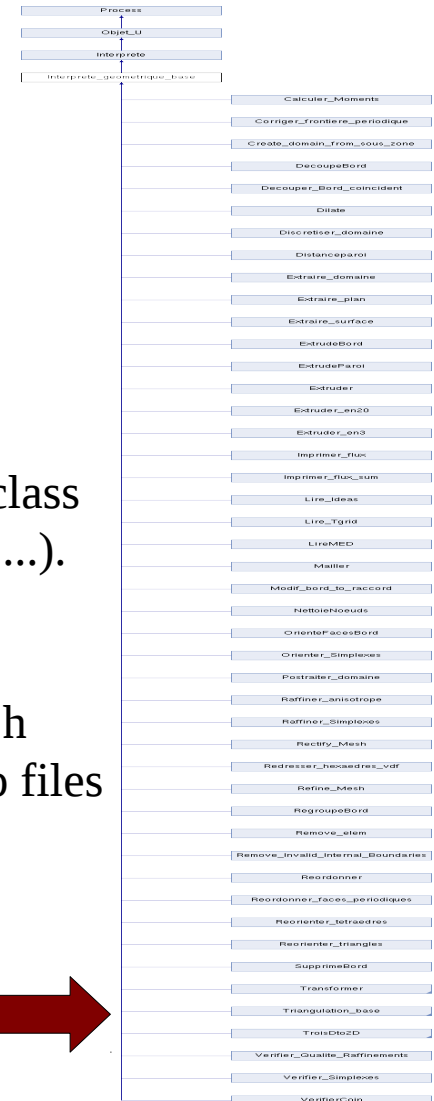 Process
Objet_U
Interprete
Interprete_geometrique_base
Calculer_Moments
Corriger_frontiere_periodique
Create_domain_from_sous_zone
DecoupeBord
Decouper_Bord_coincident
Dilate
Discretiser_domaine
Distanceparoi
Extraire_domaine
Extraire_plan
Extraire_surface
ExtrudeBord
ExtrudeParoi
Extruder
Extruder_en20
Extruder_en3
Imprimer_flux
Imprimer_flux_sum
class
Lire_Ideas
Lire_Tgrid
...).
LireMED
Mailler
Modif_bord_to_raccord
NettoieNoeuds
OrienteFacesBord
Orienter_Simplexes
Postraiter_domaine
Raffiner_anisotrope
h
Raffiner_Simplexes
Rectify_Mesh
Redresser_hexaedres_vdf
files
Refine_Mesh
RegroupeBord
Remove_elem
Remove_Invalid_Internal_Boundaries
Reordonner
Reordonner_faces_periodiques
Reorienter_tetraedres
Reorienter_triangles
SupprimeBord
Transformer
Triangulation_base
TroisDto2D
Verifier_Qualite_Raffinements
Verifier_Simplexes
VerifierCoin